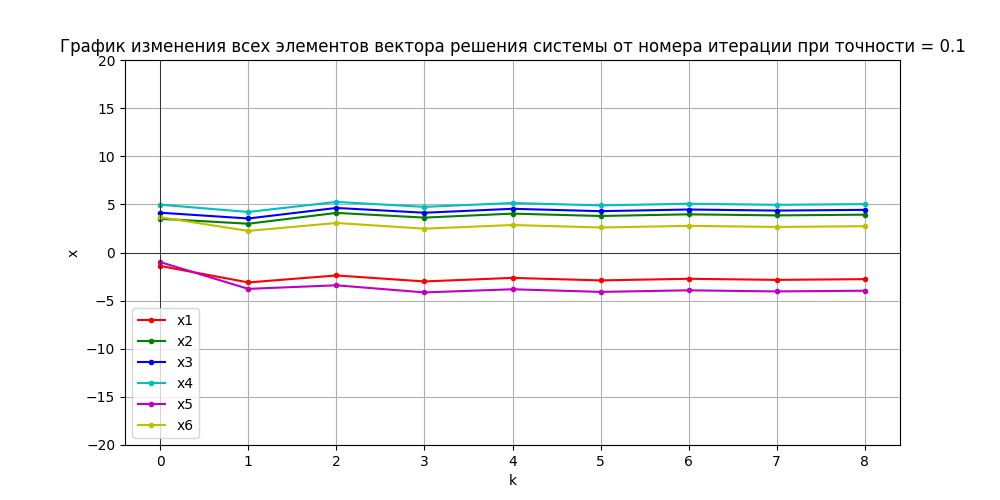 График изменения всех элементов вектора решения системы от номера итерации при точности = 0.1
20
15
10
5
0
−5
−10
−15
−20
x
x1
x2
x3
x4
x5
x6
0 1 2 3 4 5 6 7 8
k